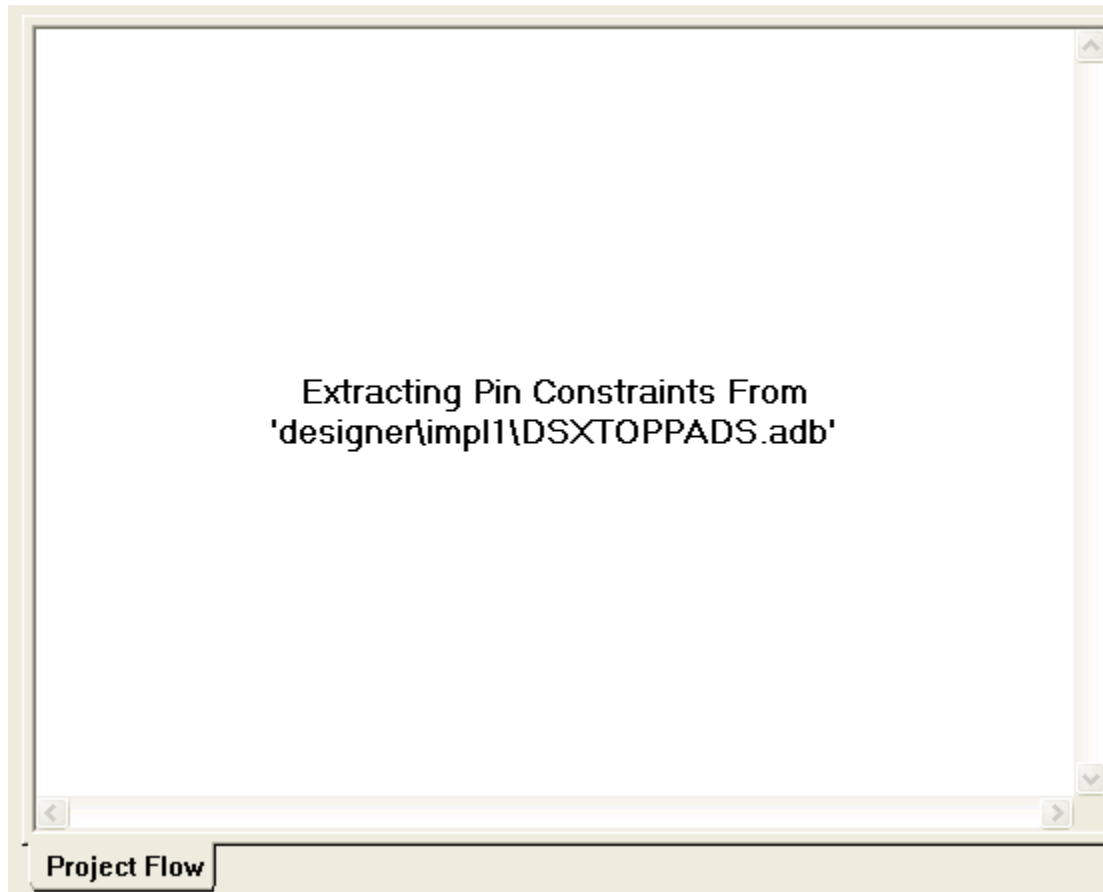 Extracting Pin Constraints From
'designer\impl1\DSXTOPPADS.adb'
Project Flow